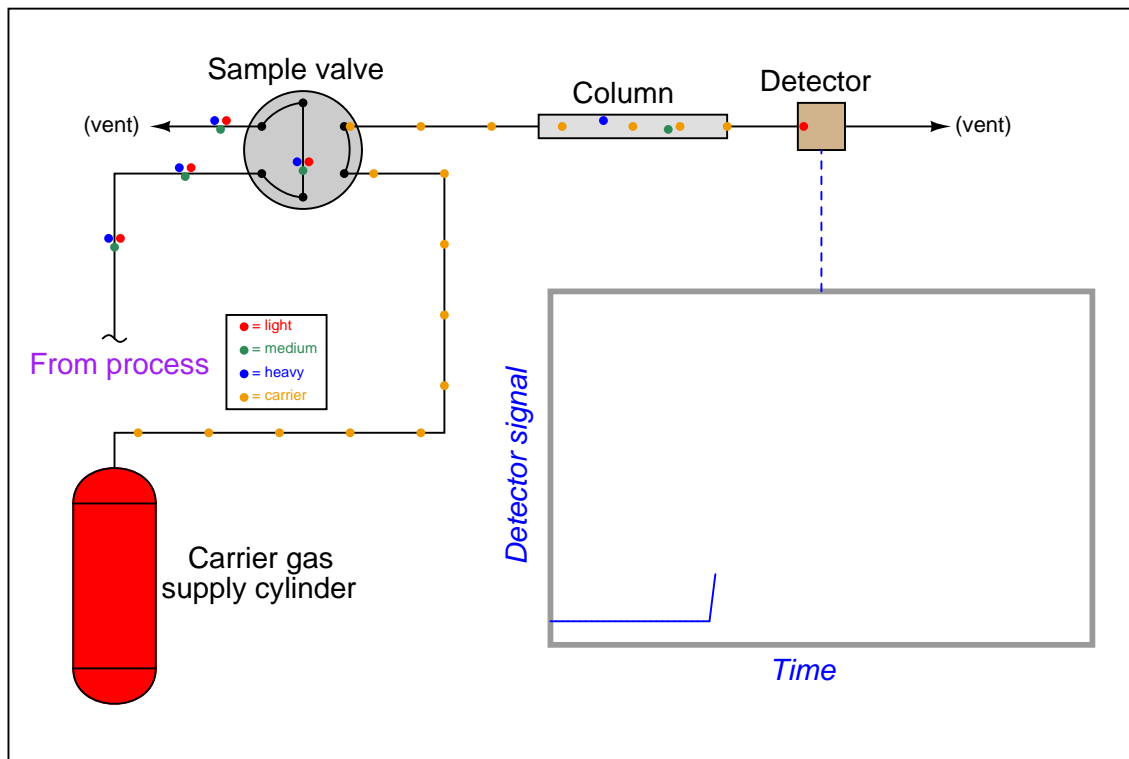 Sample valve
Column
Detector
(vent)
(vent)
From process
= light
= medium
= heavy
= carrier
Detector signal
Carrier gas
supply cylinder
Time